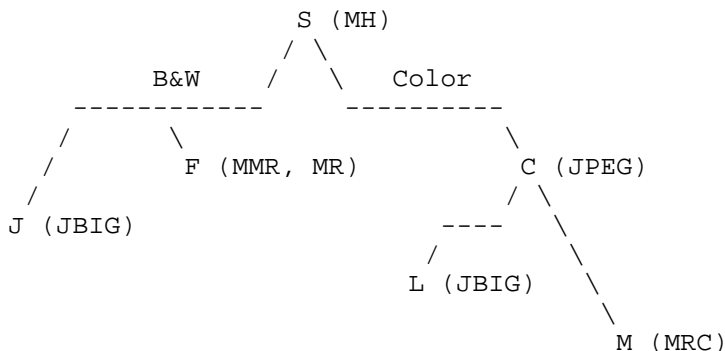 S (MH)
B&W Color
F (MMR, MR) C (JPEG)
J (JBIG)
L (JBIG)
M (MRC)